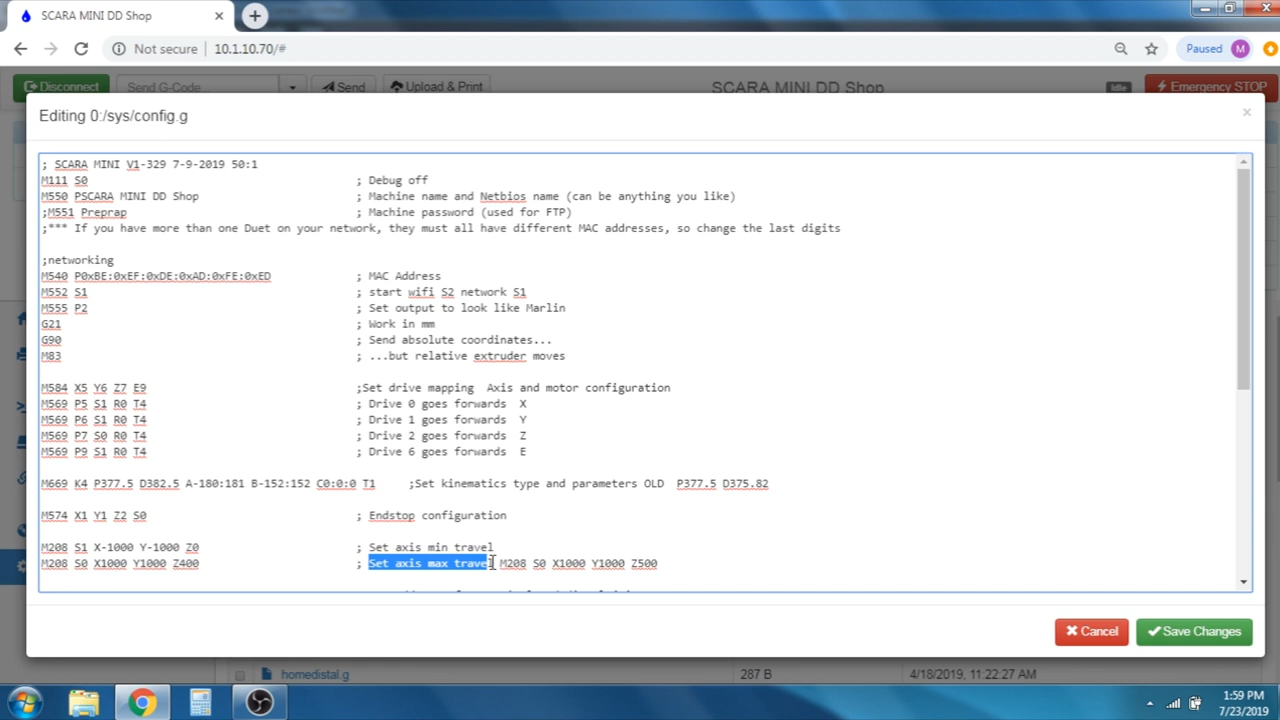 SCARA MINI DD Shop
Not secure
10.1.10.70/#
Paused
M
Disconnect
Send G-Code
Send
Upload & Print
SCARA MINI DD Shop
Idle
Emergency STOP
Editing 0:/sys/config.g
; SCARA MINI V1-329 7-9-2019 50:1
M111 S0 ; Debug off
M550 PSCARA MINI DD Shop ; Machine name and Netbios name (can be anything you like)
;M551 Preprap ; Machine password (used for FTP)
;*** If you have more than one Duet on your network, they must all have different MAC addresses, so change the last digits
;networking
M540 P0xBE:0xEF:0xDE:0xAD:0xFE:0xED ; MAC Address
M552 S1 ; start wifi S2 network S1
M555 P2 ; Set output to look like Marlin
G21 ; Work in mm
G90 ; Send absolute coordinates...
M83 ; ...but relative extruder moves
M584 X5 Y6 Z7 E9 ;Set drive mapping Axis and motor configuration
M569 P5 S1 R0 T4 ; Drive 0 goes forwards X
M569 P6 S1 R0 T4 ; Drive 1 goes forwards Y
M569 P7 S0 R0 T4 ; Drive 2 goes forwards Z
M569 P9 S1 R0 T4 ; Drive 6 goes forwards E
M669 K4 P377.5 D382.5 A-180:181 B-152:152 C0:0:0 T1 ;Set kinematics type and parameters OLD P377.5 D375.82
M574 X1 Y1 Z2 S0 ; Endstop configuration
M208 S1 X-1000 Y-1000 Z0 ; Set axis min travel
M208 S0 X1000 Y1000 Z400 ; Set axis max travel M208 S0 X1000 Y1000 Z500
Cancel
Save Changes
homedistal.g 287 B 4/18/2019, 11:22:27 AM
1:59 PM
7/23/2019